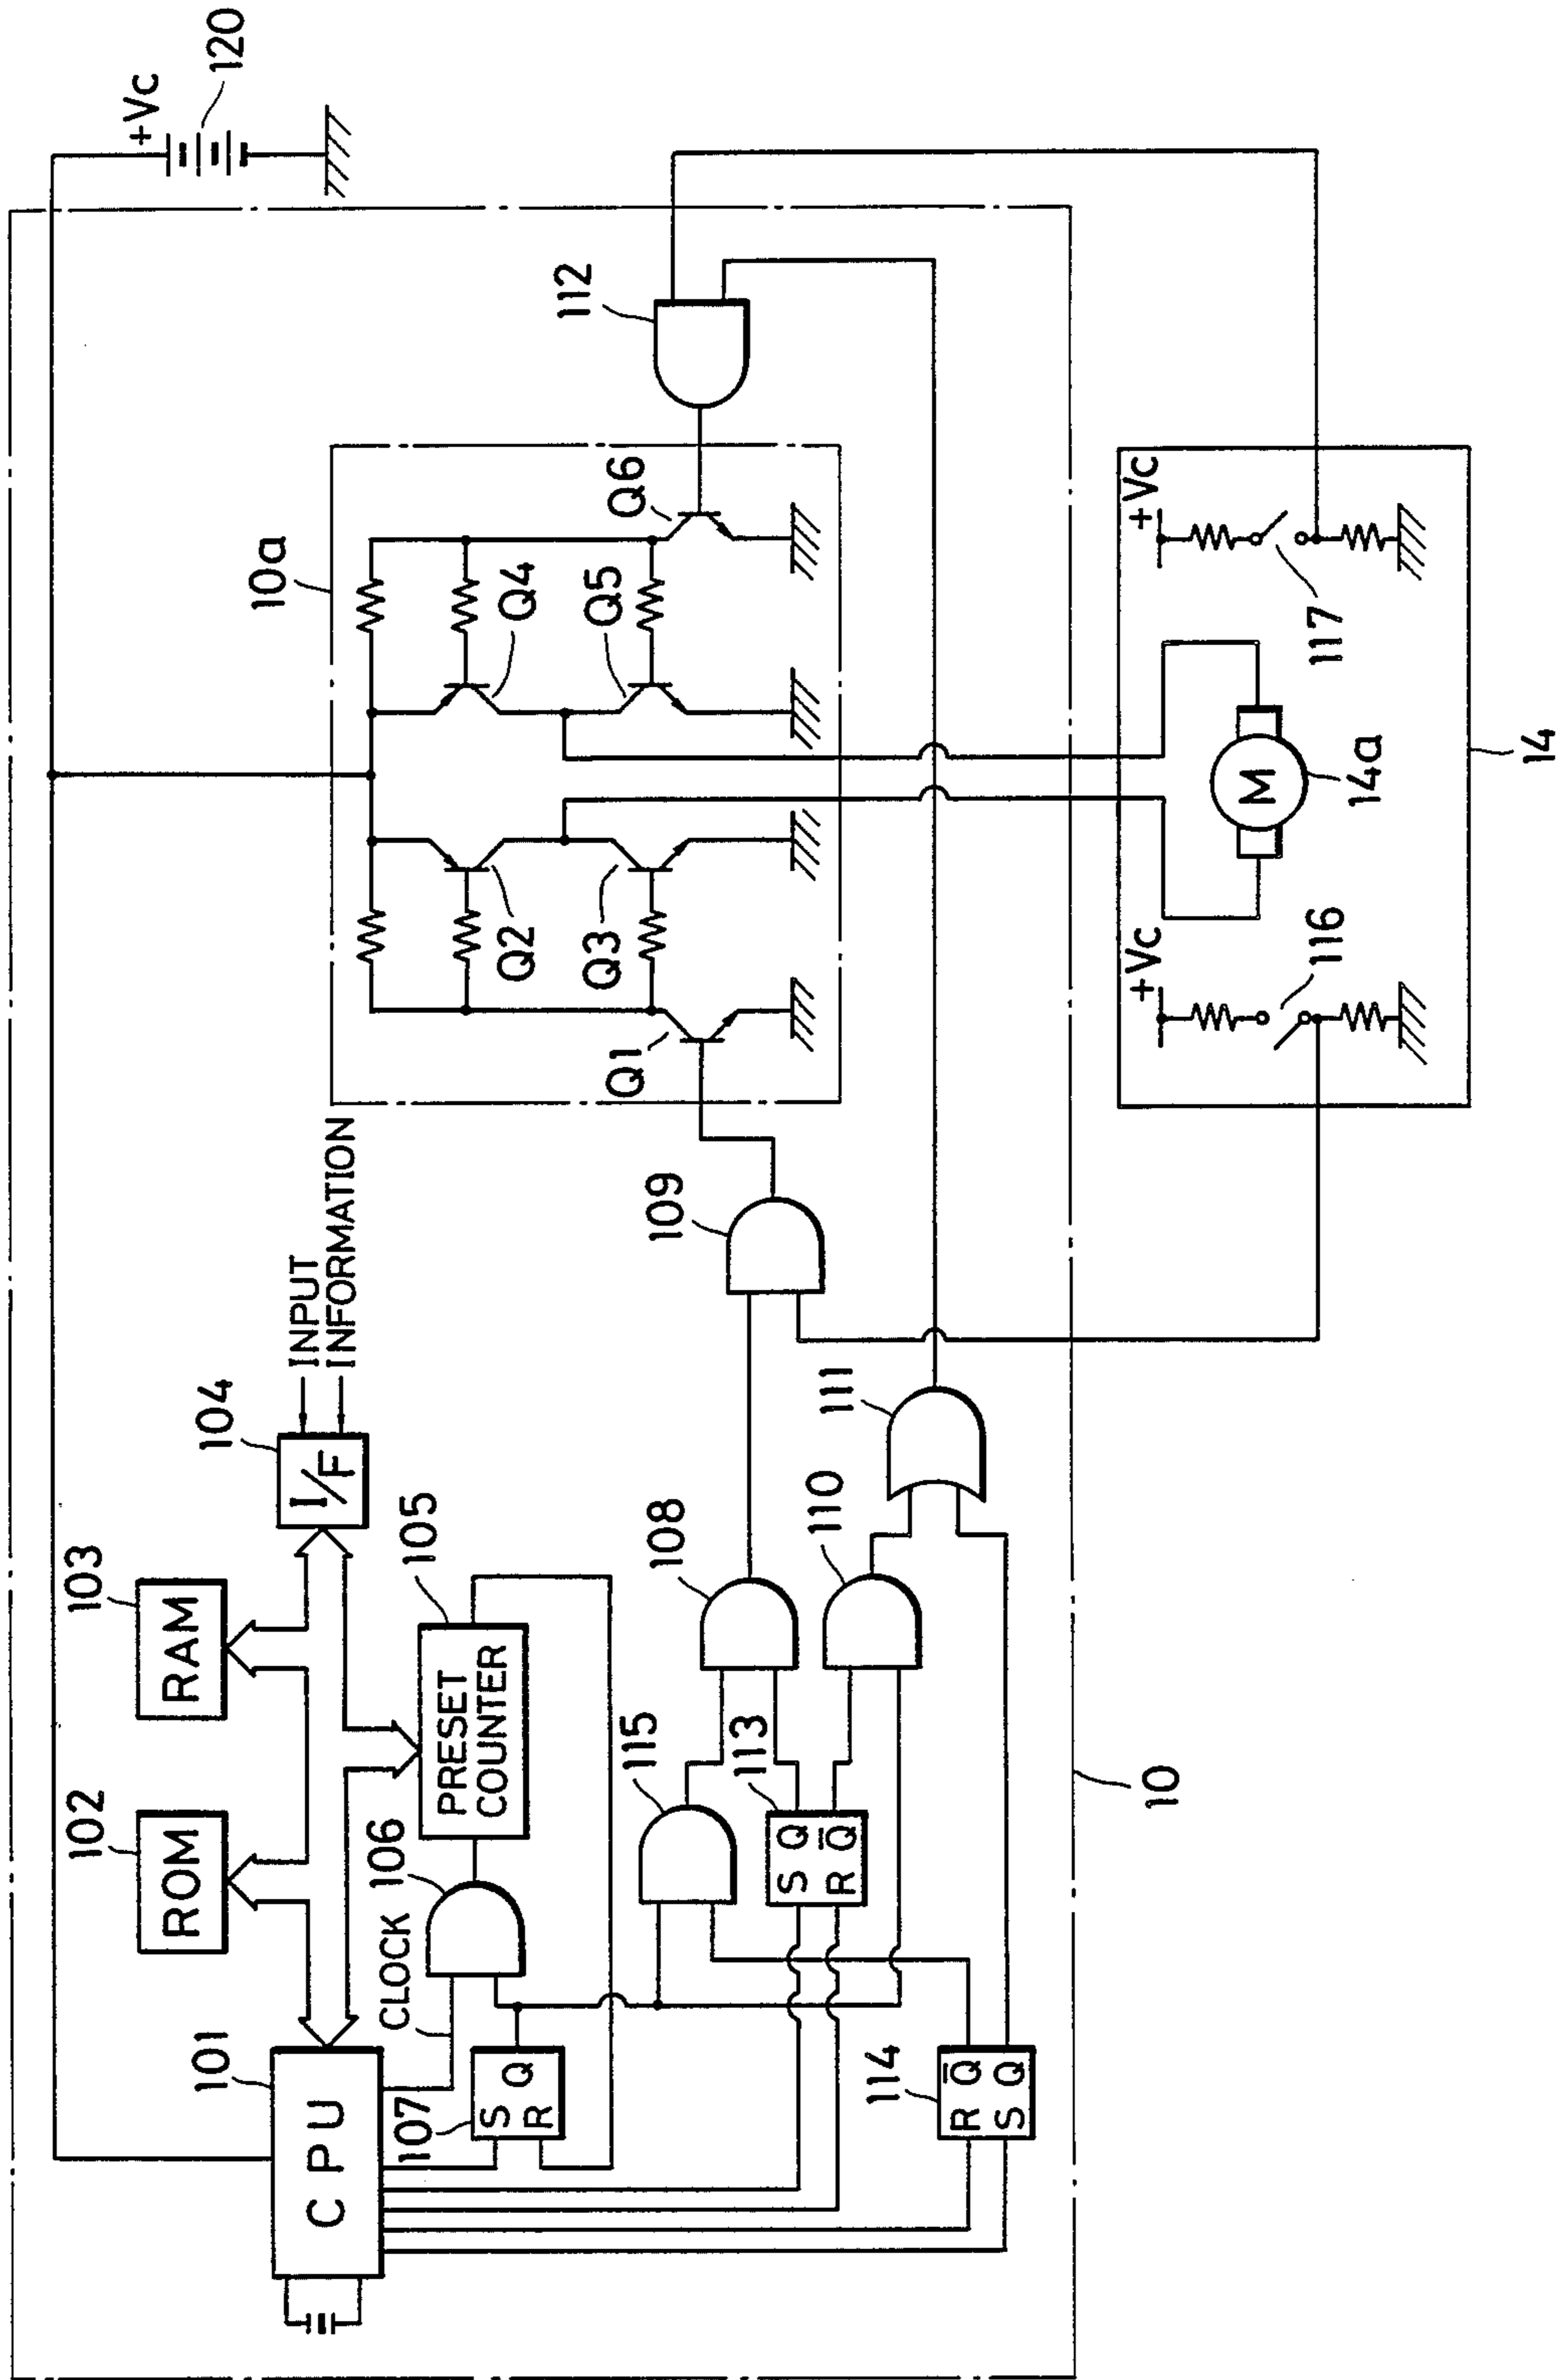 +Vc
120
103
RAM
102
ROM
104
I/F
INPUT
INFORMATION
101
CPU
CLOCK
106
105
PRESET
COUNTER
107
S
Q
R
10a
Q2
Q4
Q3
Q5
Q1
Q6
112
109
108
115
113
S Q
R Q̅
110
111
114
R Q̅
S Q
10
+Vc
116
M
14a
+Vc
117
14